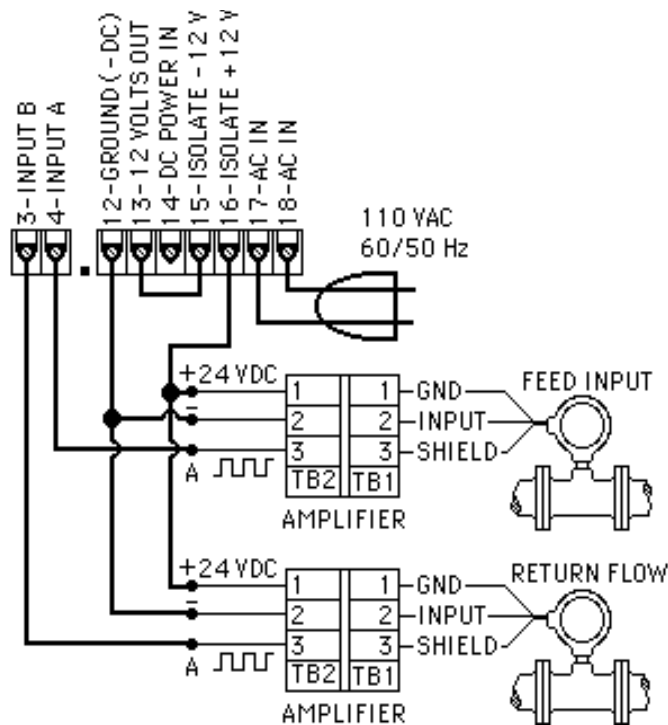 3-INPUT B
4-INPUT A
12-GROUND(-DC)
13-12 VOLTS OUT
14-DC POWER IN
15-ISOLATE -12 V
16-ISOLATE +12 V
17-AC IN
18-AC IN
110 VAC
60/50 Hz
+24 VDC
-
A
1 1
2 2
3 3
TB2 TB1
AMPLIFIER
GND
INPUT
SHIELD
FEED INPUT
+24 VDC
-
A
1 1
2 2
3 3
TB2 TB1
AMPLIFIER
GND
INPUT
SHIELD
RETURN FLOW